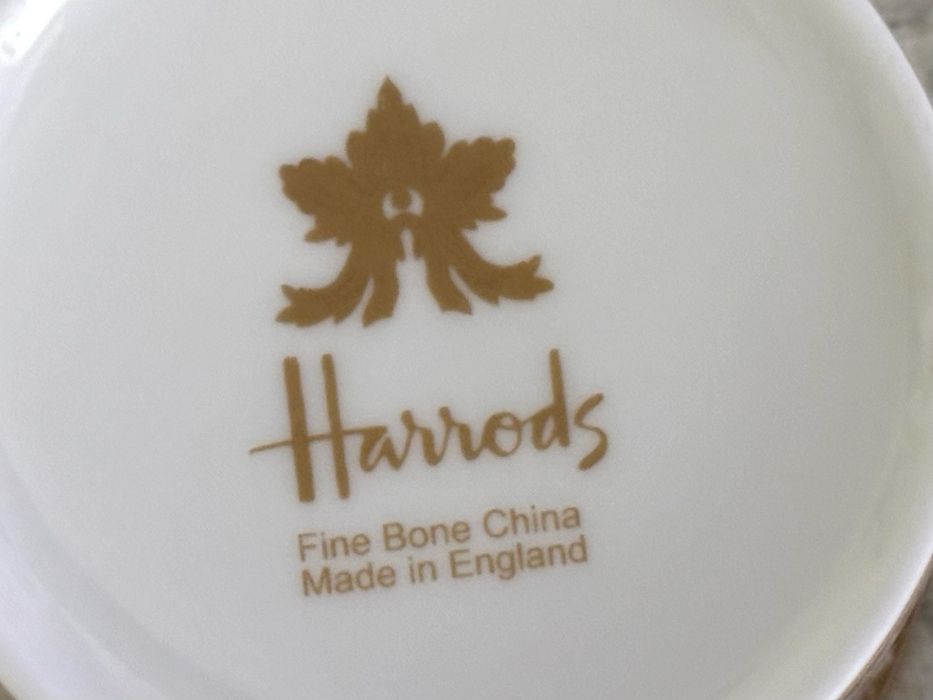 Harrods
Fine Bone China
Made in England